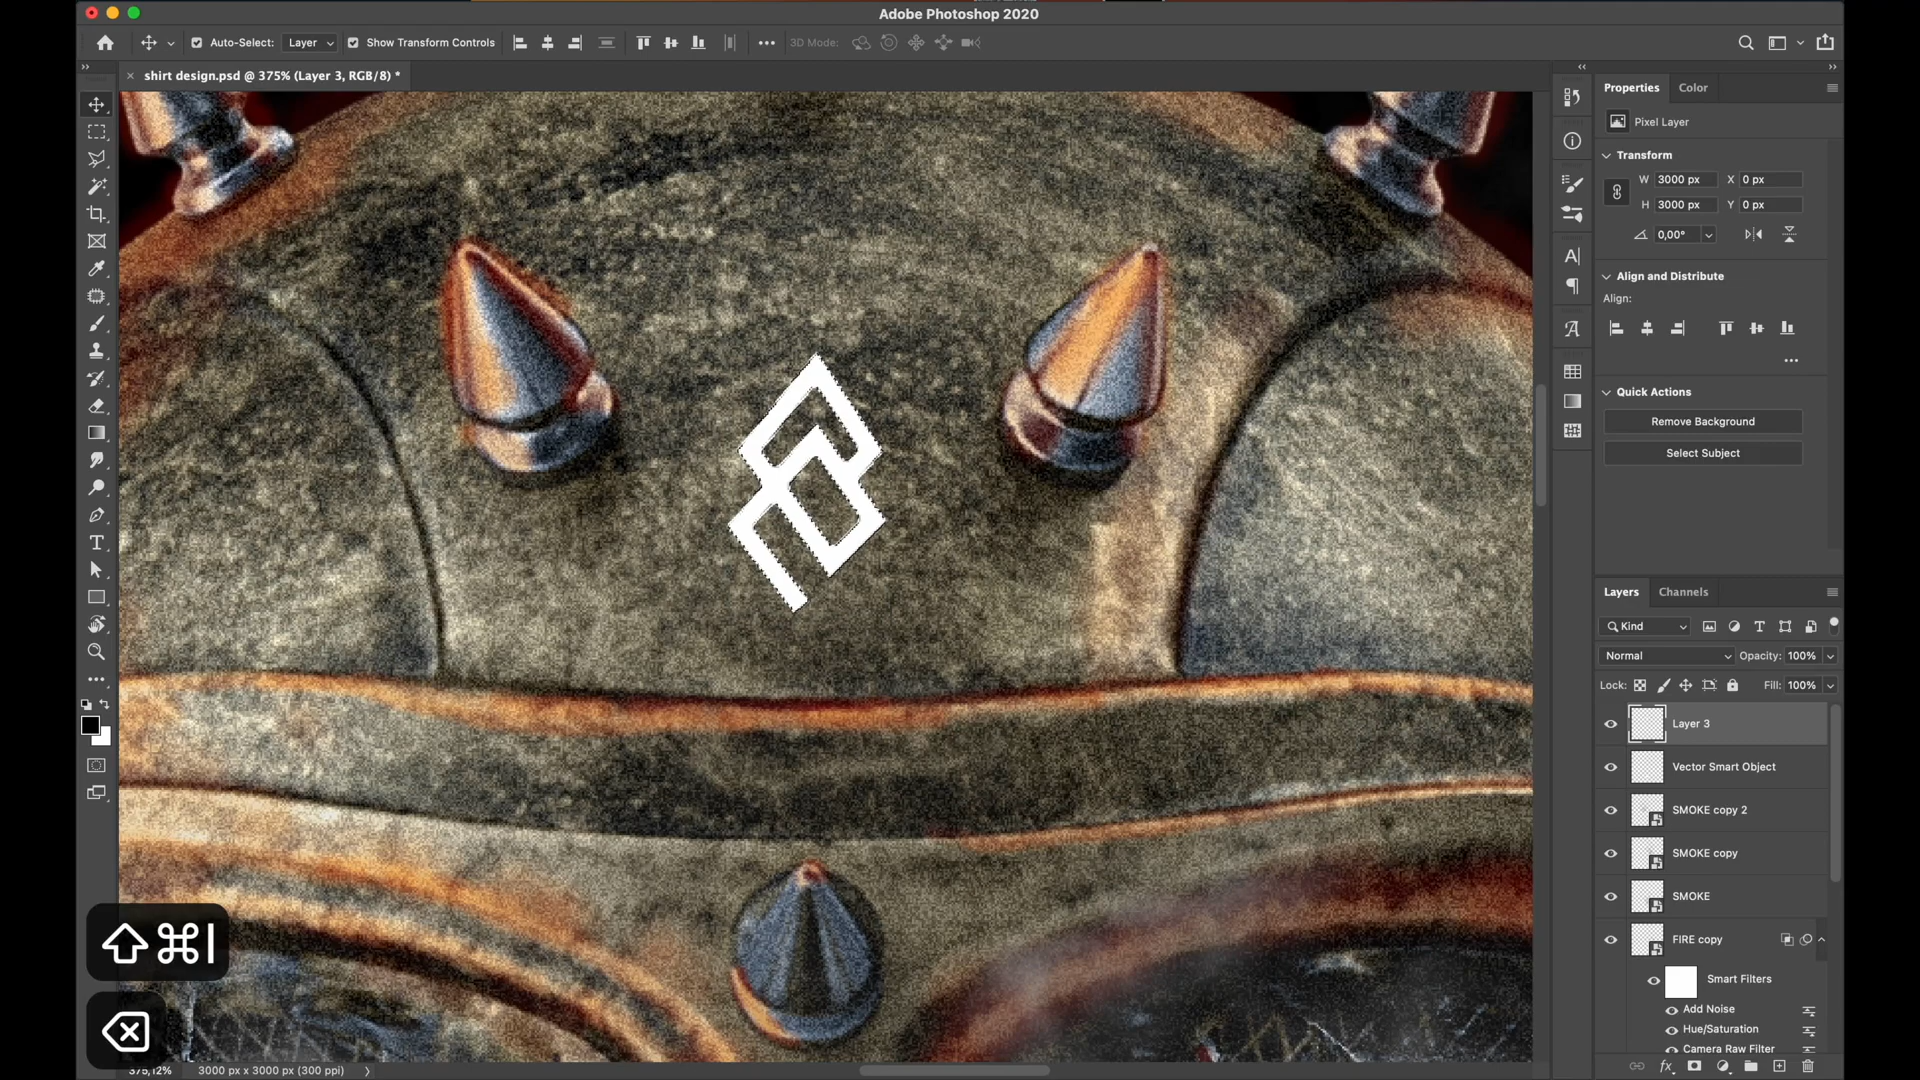 Adobe Photoshop 2020
Auto-Select: Layer Show Transform Controls 3D Mode:
shirt design.psd @ 375% (Layer 3, RGB/8) *
Properties Color
Pixel Layer
Transform
W 3000 px X 0 px
H 3000 px Y 0 px
0,00°
Align and Distribute
Align:
Quick Actions
Remove Background
Select Subject
Layers Channels
Kind
Normal Opacity: 100%
Lock: Fill: 100%
Layer 3
Vector Smart Object
SMOKE copy 2
SMOKE copy
SMOKE
FIRE copy
Smart Filters
Add Noise
Hue/Saturation
Camera Raw Filter
⇧⌘I
375,12% 3000 px x 3000 px (300 ppi)